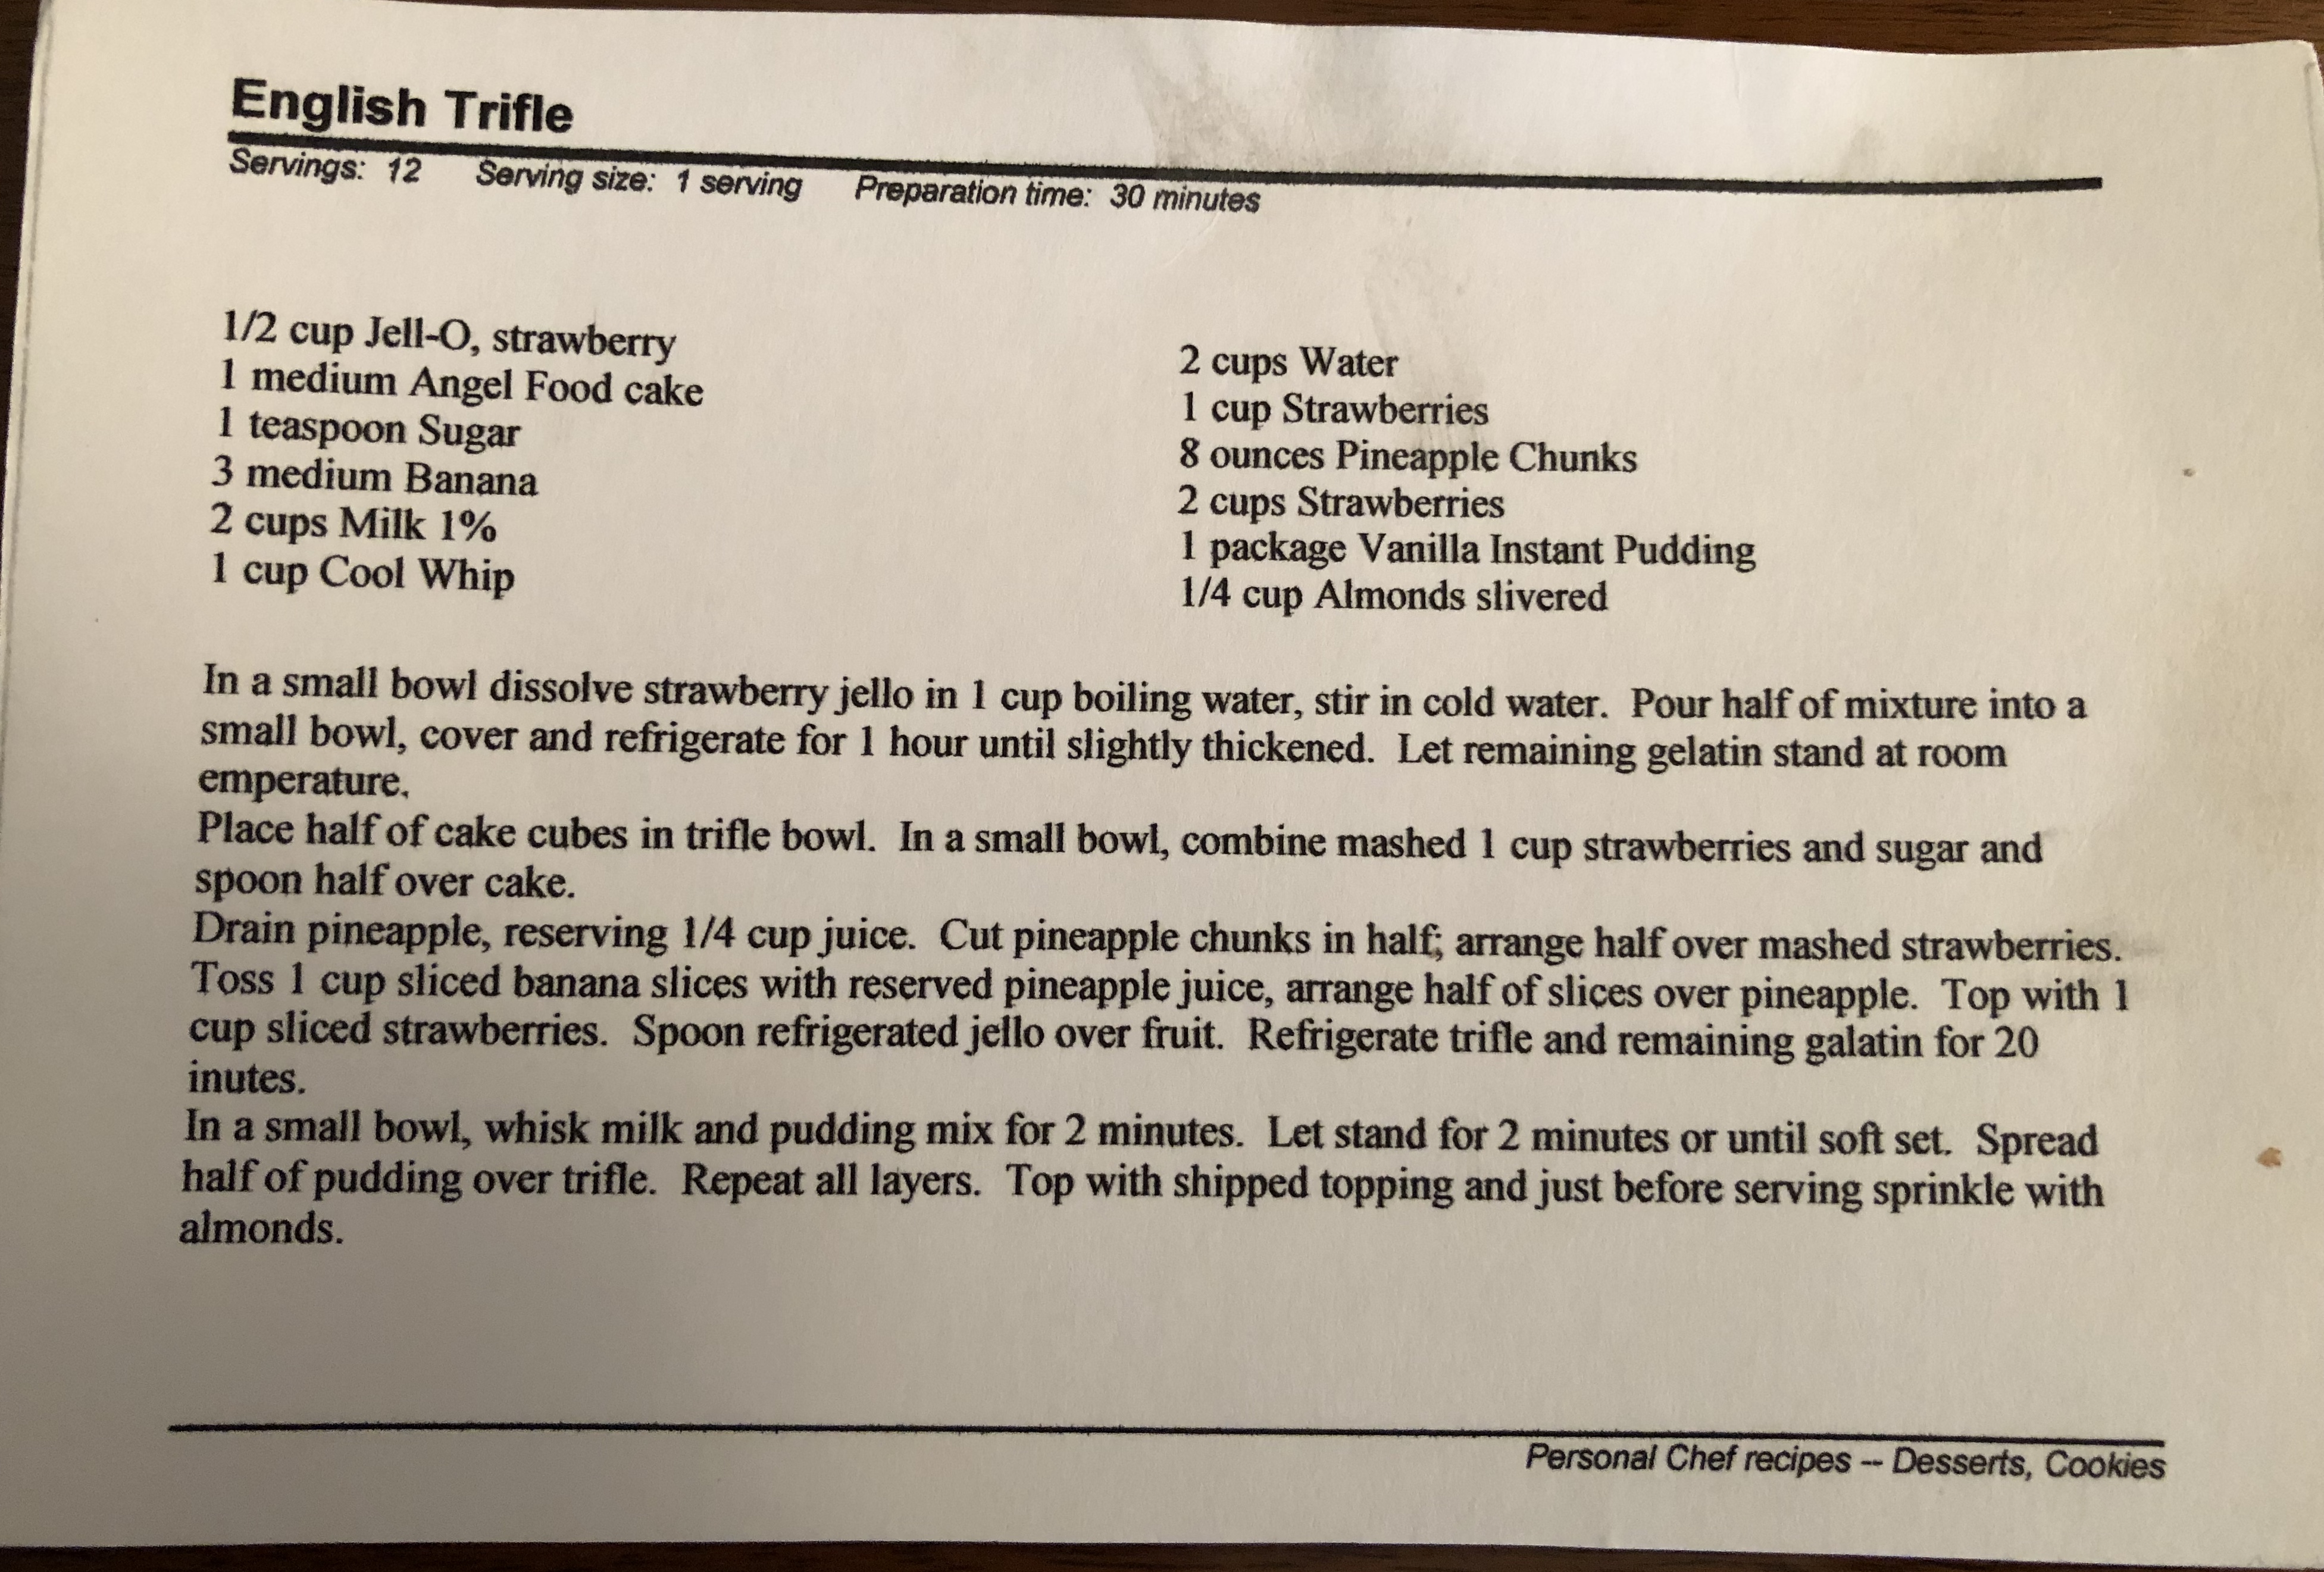 English Trifle
Servings: 12 Serving size: 1 serving Preparation time: 30 minutes
1/2 cup Jell-O, strawberry
1 medium Angel Food cake
1 teaspoon Sugar
3 medium Banana
2 cups Milk 1%
1 cup Cool Whip
2 cups Water
1 cup Strawberries
8 ounces Pineapple Chunks
2 cups Strawberries
1 package Vanilla Instant Pudding
1/4 cup Almonds slivered
In a small bowl dissolve strawberry jello in 1 cup boiling water, stir in cold water. Pour half of mixture into a
small bowl, cover and refrigerate for 1 hour until slightly thickened. Let remaining gelatin stand at room
emperature.
Place half of cake cubes in trifle bowl. In a small bowl, combine mashed 1 cup strawberries and sugar and
spoon half over cake.
Drain pineapple, reserving 1/4 cup juice. Cut pineapple chunks in half; arrange half over mashed strawberries.
Toss 1 cup sliced banana slices with reserved pineapple juice, arrange half of slices over pineapple. Top with 1
cup sliced strawberries. Spoon refrigerated jello over fruit. Refrigerate trifle and remaining galatin for 20
inutes.
In a small bowl, whisk milk and pudding mix for 2 minutes. Let stand for 2 minutes or until soft set. Spread
half of pudding over trifle. Repeat all layers. Top with shipped topping and just before serving sprinkle with
almonds.
Personal Chef recipes -- Desserts, Cookies